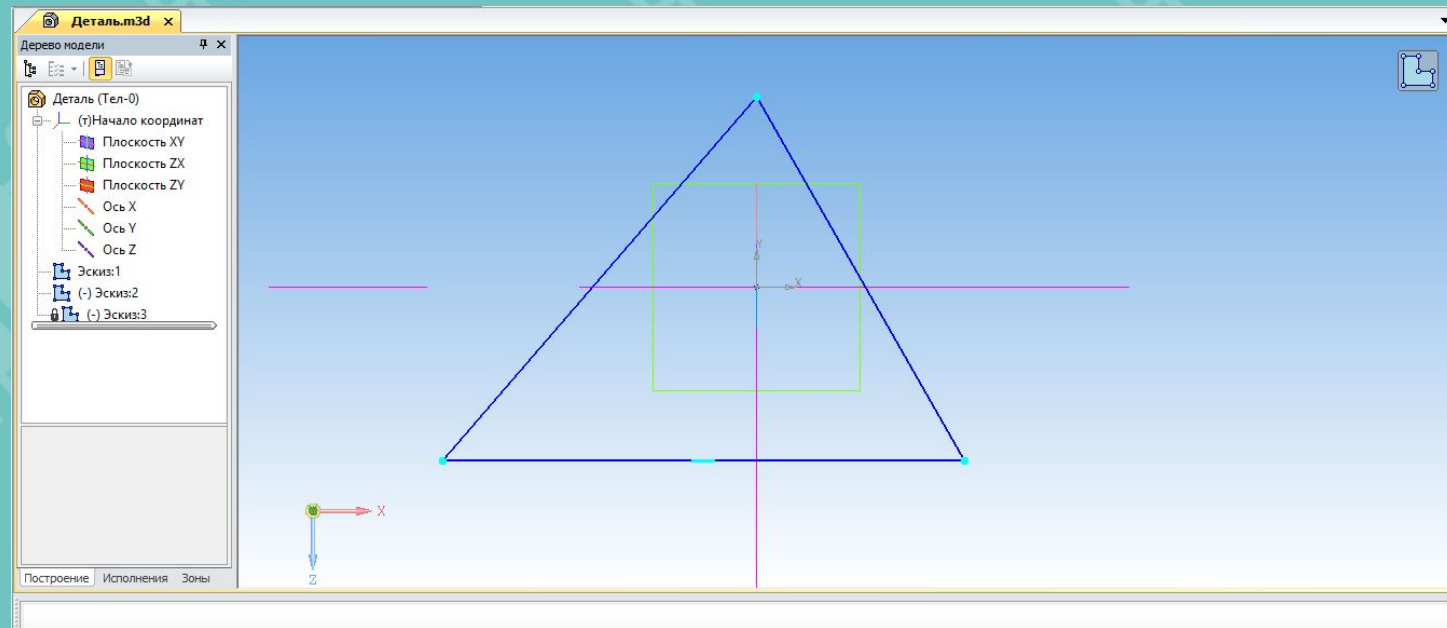 Деталь.m3d
Дерево модели
Деталь (Тел-0)
(т)Начало координат
Плоскость XY
Плоскость ZX
Плоскость ZY
Ось X
Ось Y
Ось Z
Эскиз:1
(-) Эскиз:2
(-) Эскиз:3
Y
X
X
Z
Построение Исполнения Зоны